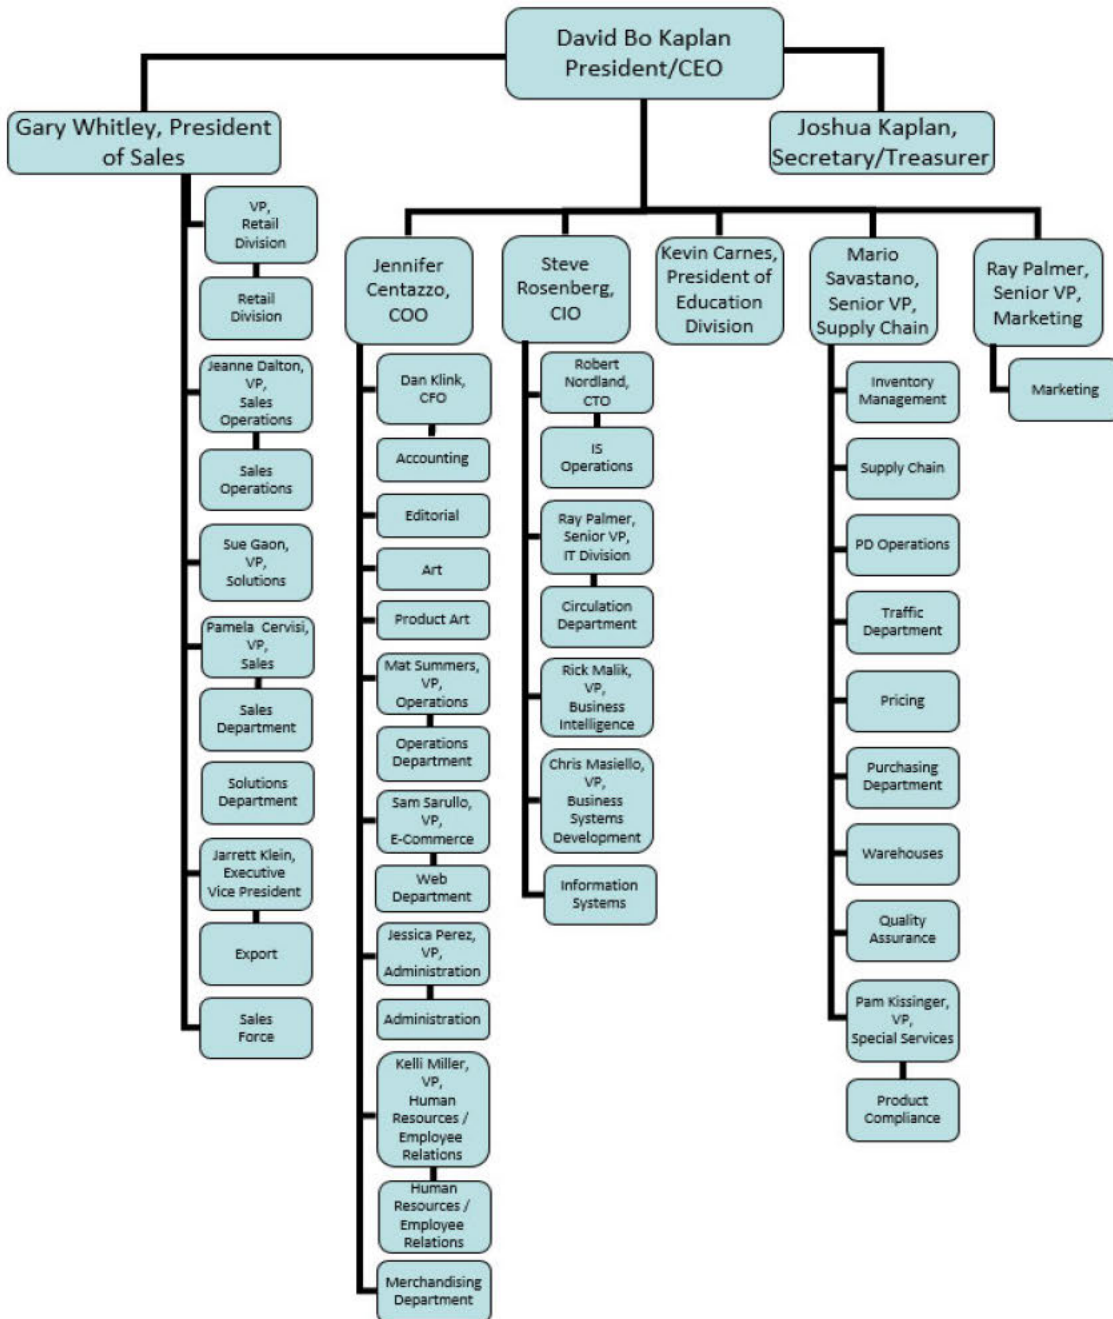 David Bo Kaplan
President/CEO
Gary Whitley, President
of Sales
Joshua Kaplan,
Secretary/Treasurer
VP,
Retail
Division
Retail
Division
Jeanne Dalton,
VP,
Sales
Operations
Sales
Operations
Sue Gaon,
VP,
Solutions
Pamela Cervisi,
VP,
Sales
Sales
Department
Solutions
Department
Jarrett Klein,
Executive
Vice President
Export
Sales
Force
Jennifer
Centazzo,
COO
Dan Klink,
CFO
Accounting
Editorial
Art
Product Art
Mat Summers,
VP,
Operations
Operations
Department
Sam Sarullo,
VP,
E-Commerce
Web
Department
Jessica Perez,
VP,
Administration
Administration
Kelli Miller,
VP,
Human
Resources /
Employee
Relations
Human
Resources /
Employee
Relations
Merchandising
Department
Steve
Rosenberg,
CIO
Robert
Nordland,
CTO
IS
Operations
Ray Palmer,
Senior VP,
IT Division
Circulation
Department
Rick Malik,
VP,
Business
Intelligence
Chris Masiello,
VP,
Business
Systems
Development
Information
Systems
Kevin Carnes,
President of
Education
Division
Mario
Savastano,
Senior VP,
Supply Chain
Inventory
Management
Supply Chain
PD Operations
Traffic
Department
Pricing
Purchasing
Department
Warehouses
Quality
Assurance
Pam Kissinger,
VP,
Special Services
Product
Compliance
Ray Palmer,
Senior VP,
Marketing
Marketing